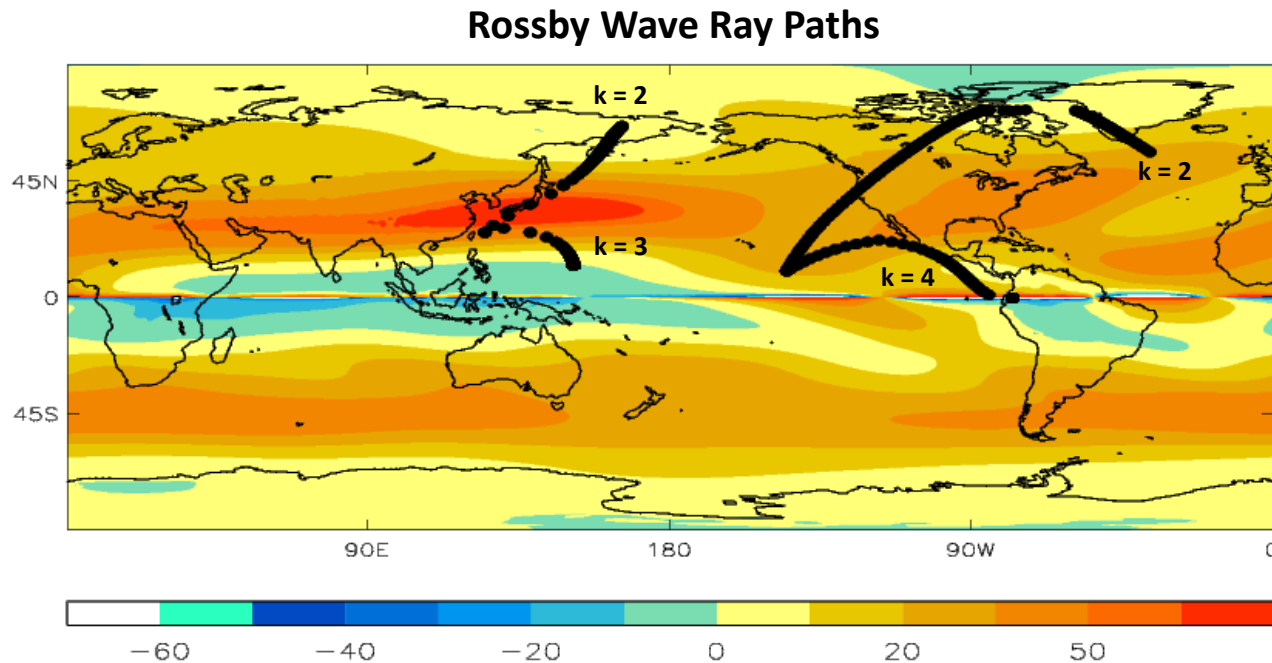 Rossby Wave Ray Paths
k = 2
k = 2
k = 3
k = 4
45N
0
45S
90E 180 90W 0
−60 −40 −20 0 20 50